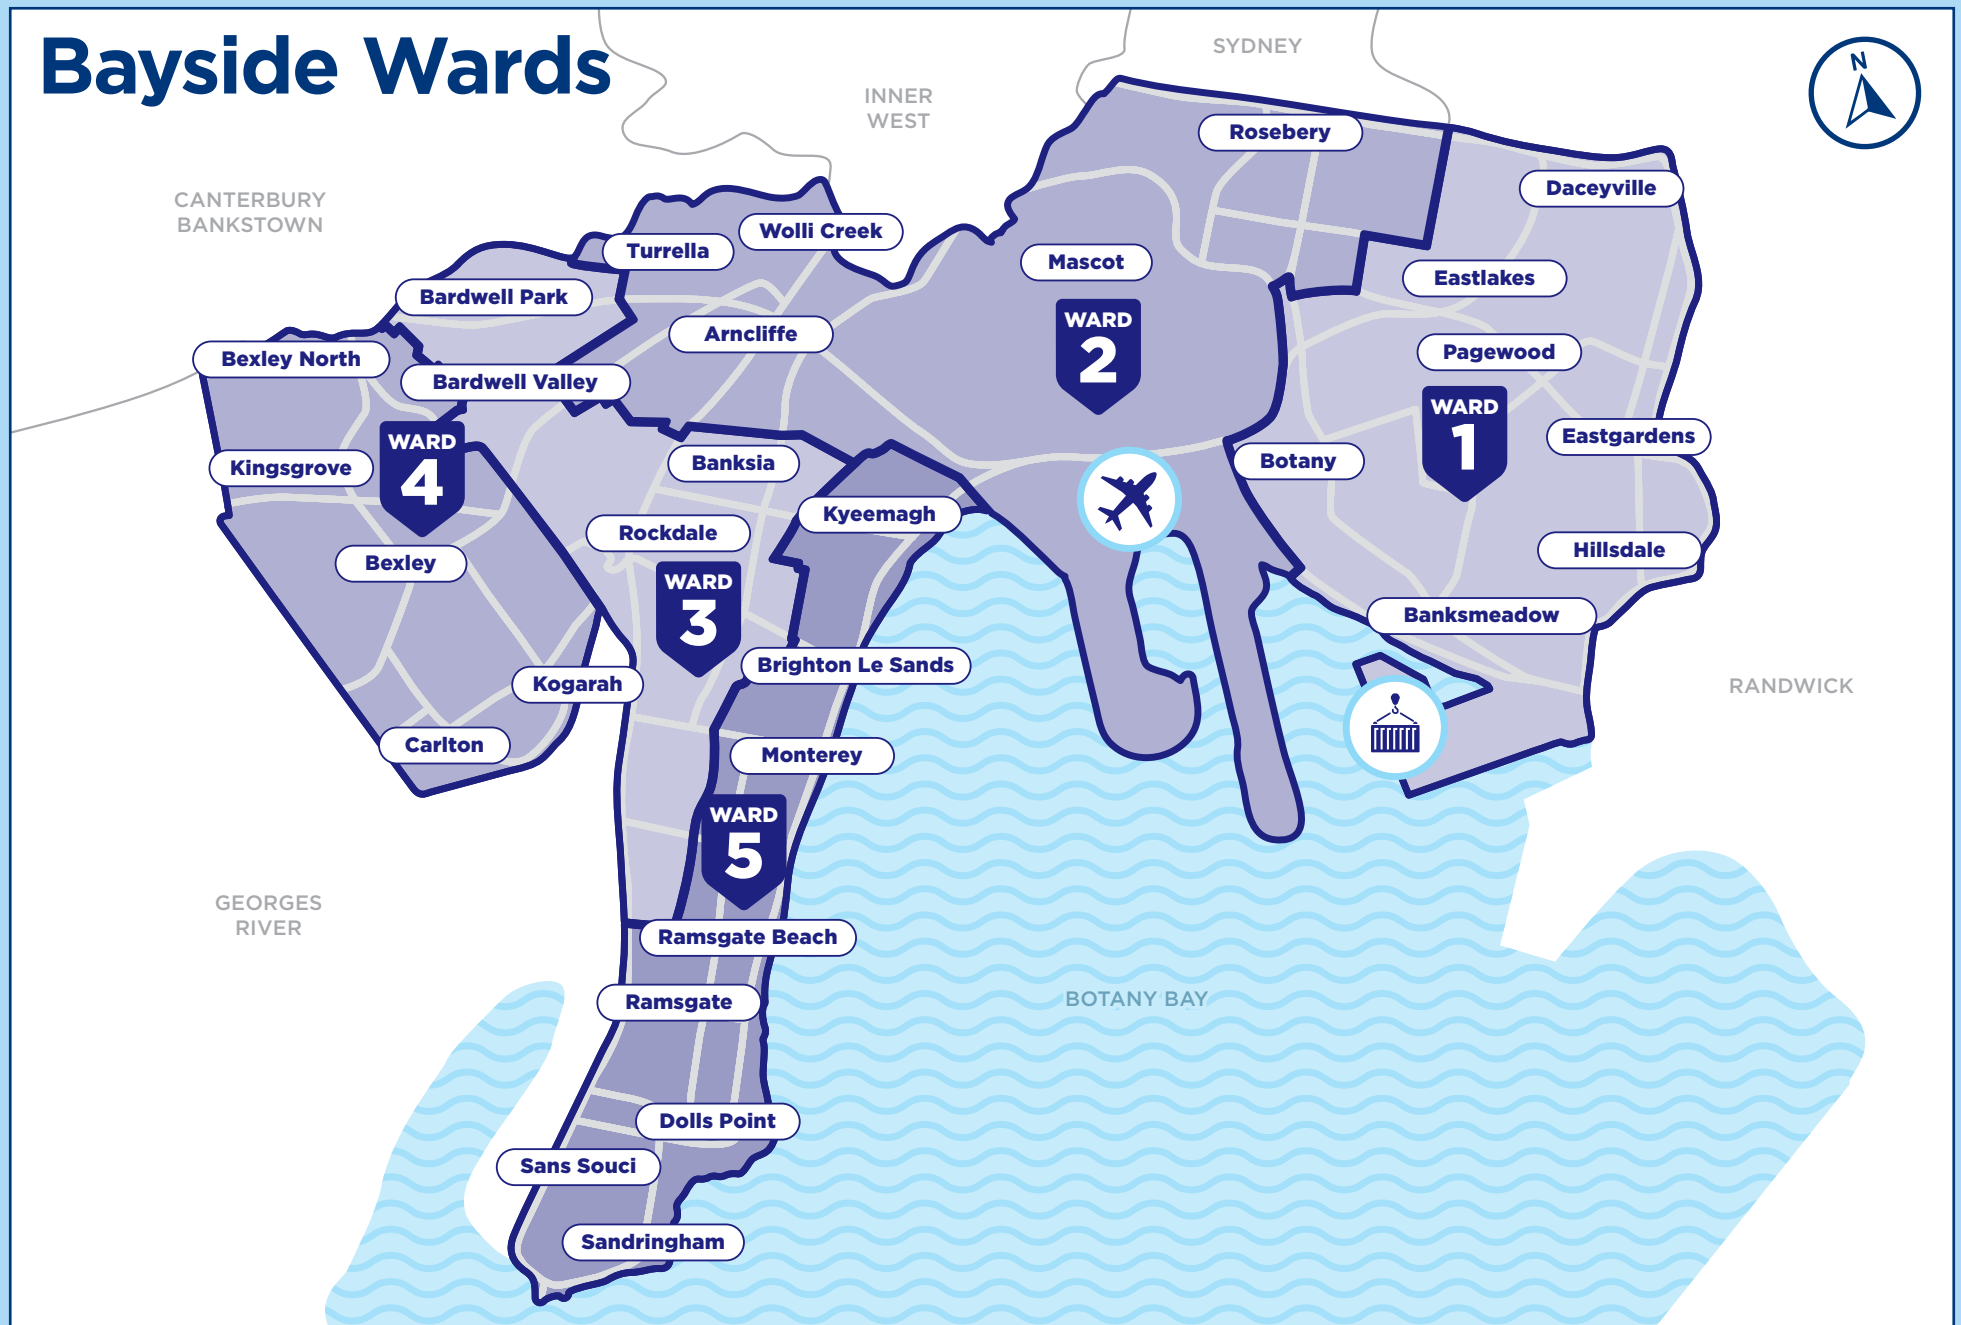 Bayside Wards
SYDNEY
N
INNER
WEST
Rosebery
CANTERBURY
BANKSTOWN
Daceyville
Wolli Creek
Turrella
Mascot
Eastlakes
Bardwell Park
WARD
2
Arncliffe
Pagewood
Bexley North
Bardwell Valley
WARD
1
Eastgardens
WARD
4
Botany
Banksia
Kingsgrove
Kyeemagh
Rockdale
Hillsdale
Bexley
WARD
3
Banksmeadow
Brighton Le Sands
Kogarah
RANDWICK
Carlton
Monterey
WARD
5
GEORGES
RIVER
Ramsgate Beach
BOTANY BAY
Ramsgate
Dolls Point
Sans Souci
Sandringham